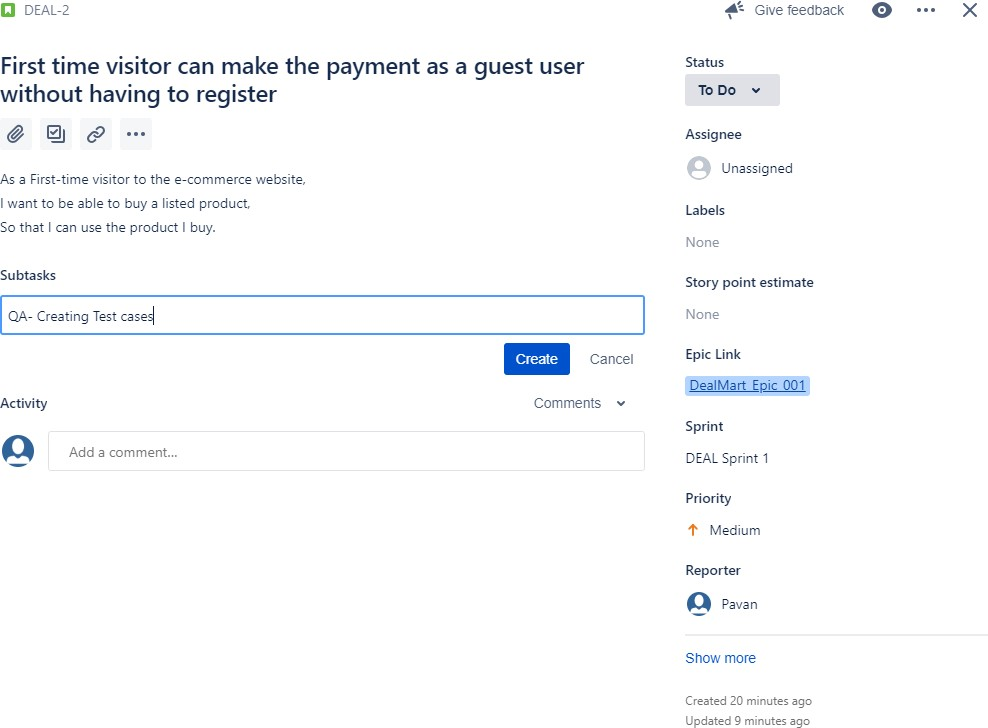 DEAL-2
Give feedback
First time visitor can make the payment as a guest user
without having to register
As a First-time visitor to the e-commerce website,
I want to be able to buy a listed product,
So that I can use the product I buy.
Subtasks
QA- Creating Test cases
Create
Cancel
Activity
Comments
Add a comment...
Status
To Do
Assignee
Unassigned
Labels
None
Story point estimate
None
Epic Link
DealMart_Epic_001
Sprint
DEAL Sprint 1
Priority
Medium
Reporter
Pavan
Show more
Created 20 minutes ago
Updated 9 minutes ago